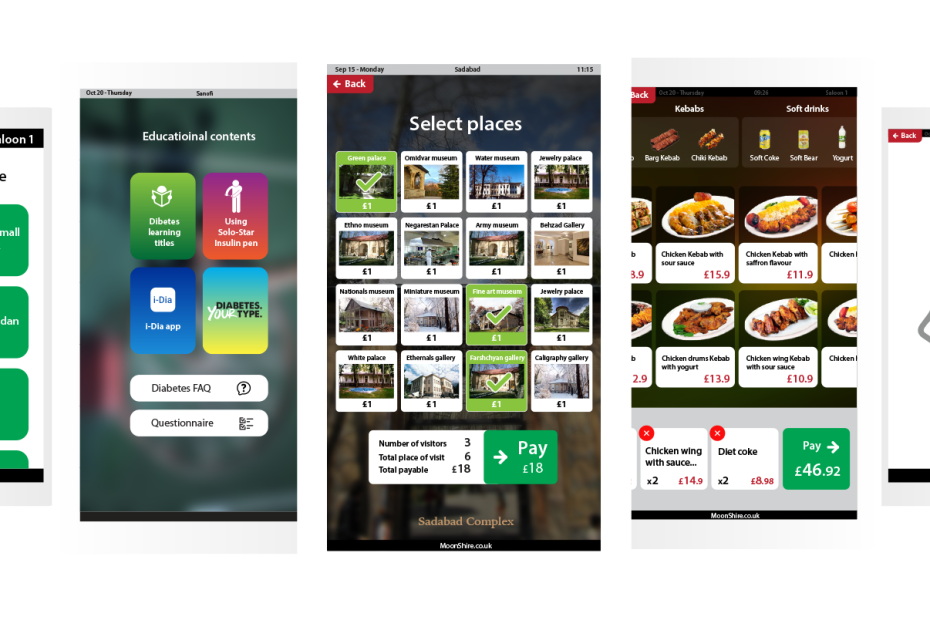 aloon 1
e
mall
dan
Oct 20 - Thursday
Sanofi
Educatioinal contents
Dibetes
learning
titles
Using
Solo-Star
Insulin pen
i-Dia
i-Dia app
DIABETES.
YOUR TYPE.
Diabetes FAQ
Questionnaire
Sep 15 - Monday
Sadabad
11:15
Back
Select places
Green palace
Omidvar museum
Water museum
Jewelry palace
£1
£1
£1
£1
Ethno museum
Negarestan Palace
Army museum
Behzad Gallery
£1
£1
£1
£1
Nationals museum
Miniature museum
Fine art museum
Jewelry palace
£1
£1
£1
£1
White palace
Ethernals gallery
Farshchyan gallery
Caligraphy gallery
£1
£1
£1
£1
Number of visitors 3
Total place of visit 6
Total payable £18
Pay
£18
Sadabad Complex
MoonShire.co.uk
Back
Oct 20 - Thursday
09:24
Saloon 1
Kebabs
Soft drinks
b
Barg Kebab
Chiki Kebab
Soft Coke
Soft Bear
Yogurt
b
3.9
Chicken Kebab with
sour sauce
£15.9
Chicken Kebab with
saffron flavour
£11.9
Chicken
b
2.9
Chicken drums Kebab
with yogurt
£13.9
Chicken wing Kebab
with sour sauce
£10.9
Chicken
Chicken wing
with sauce...
x2 £14.9
Diet coke
x2 £8.98
Pay
£46.92
MoonShire.co.uk
Back